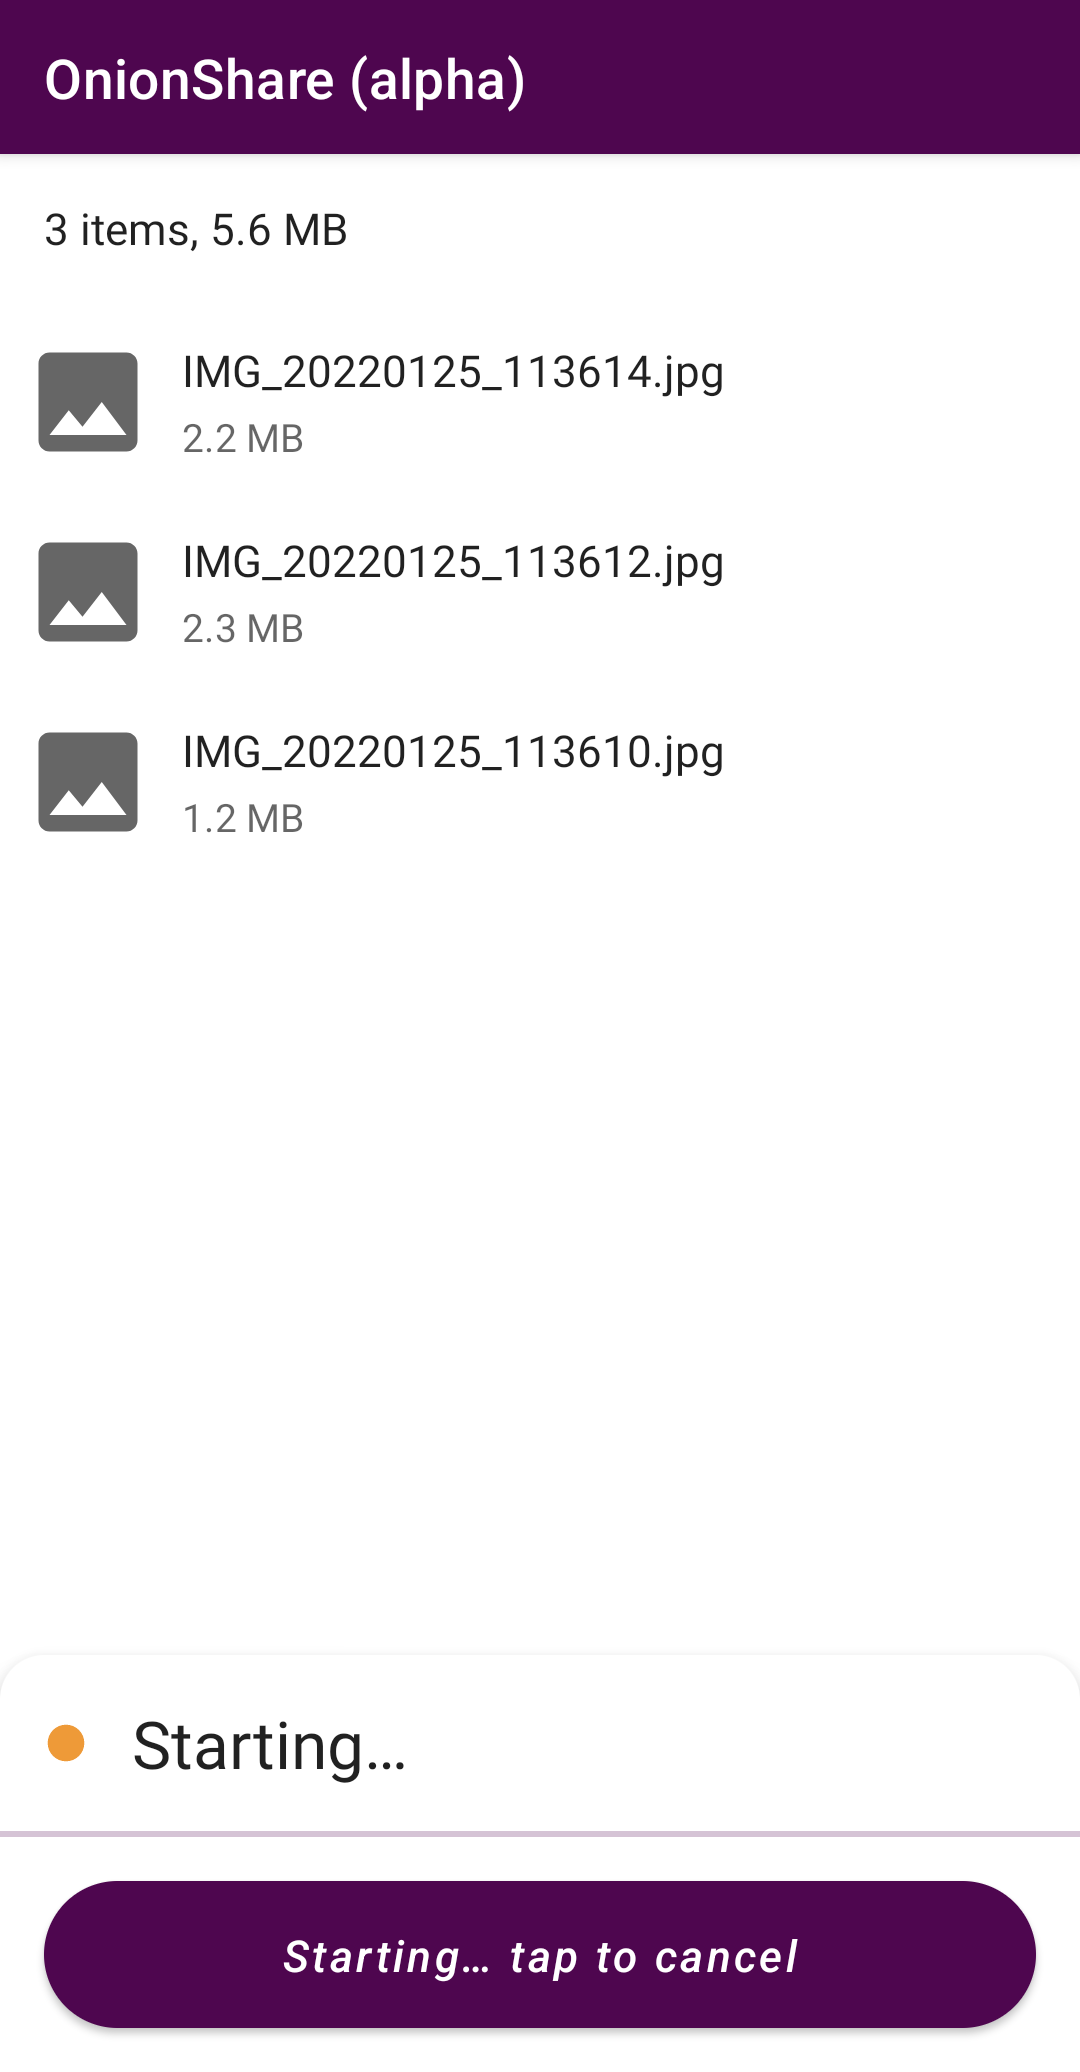 OnionShare (alpha)
3 items, 5.6 MB
IMG_20220125_113614.jpg
2.2 MB
IMG_20220125_113612.jpg
2.3 MB
IMG_20220125_113610.jpg
1.2 MB
Starting…
Starting… tap to cancel